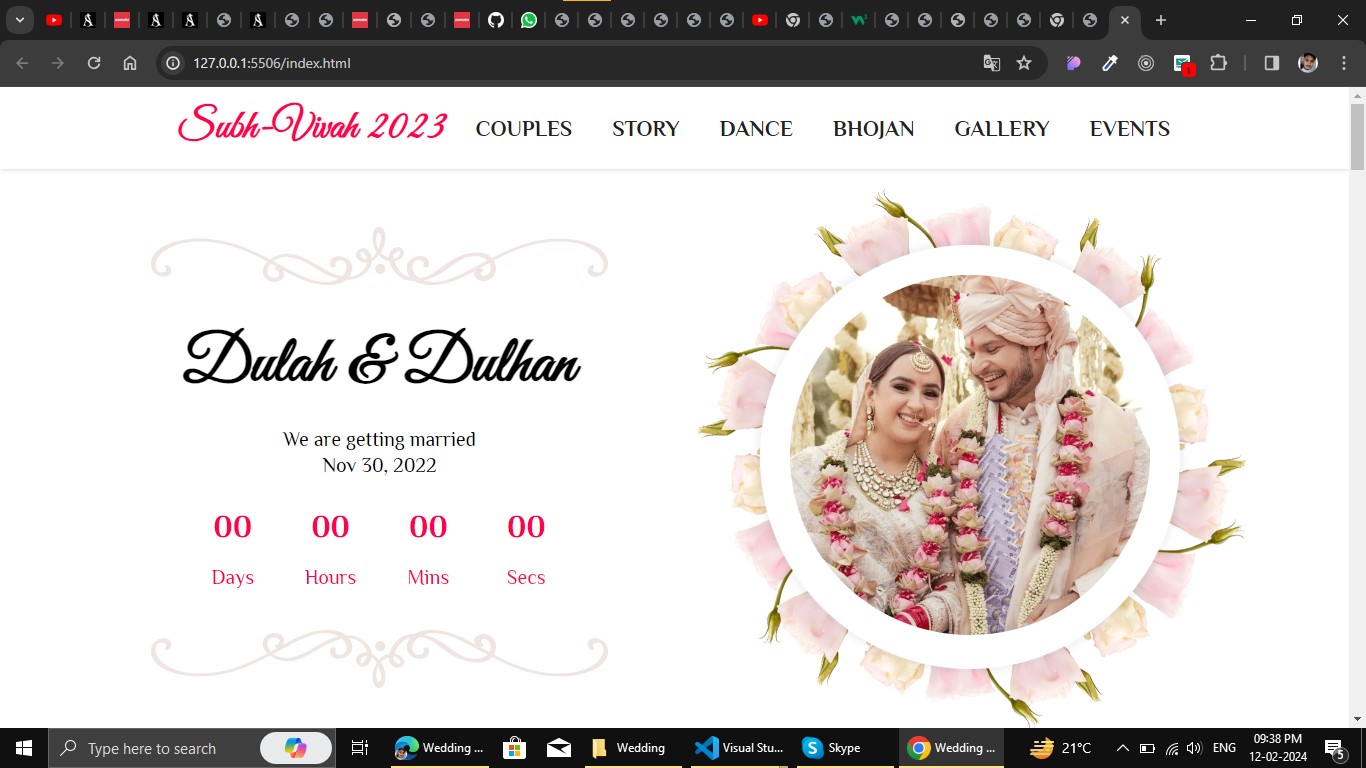 127.0.0.1:5506/index.html
1
Subh-Vivah 2023
COUPLES
STORY
DANCE
BHOJAN
GALLERY
EVENTS
Dulah & Dulhan
We are getting married
Nov 30, 2022
00 00 00 00
Days Hours Mins Secs
Type here to search
Wedding ...
Wedding
Visual Stu...
Skype
Wedding ...
21°C
ENG
09:38 PM
12-02-2024
5